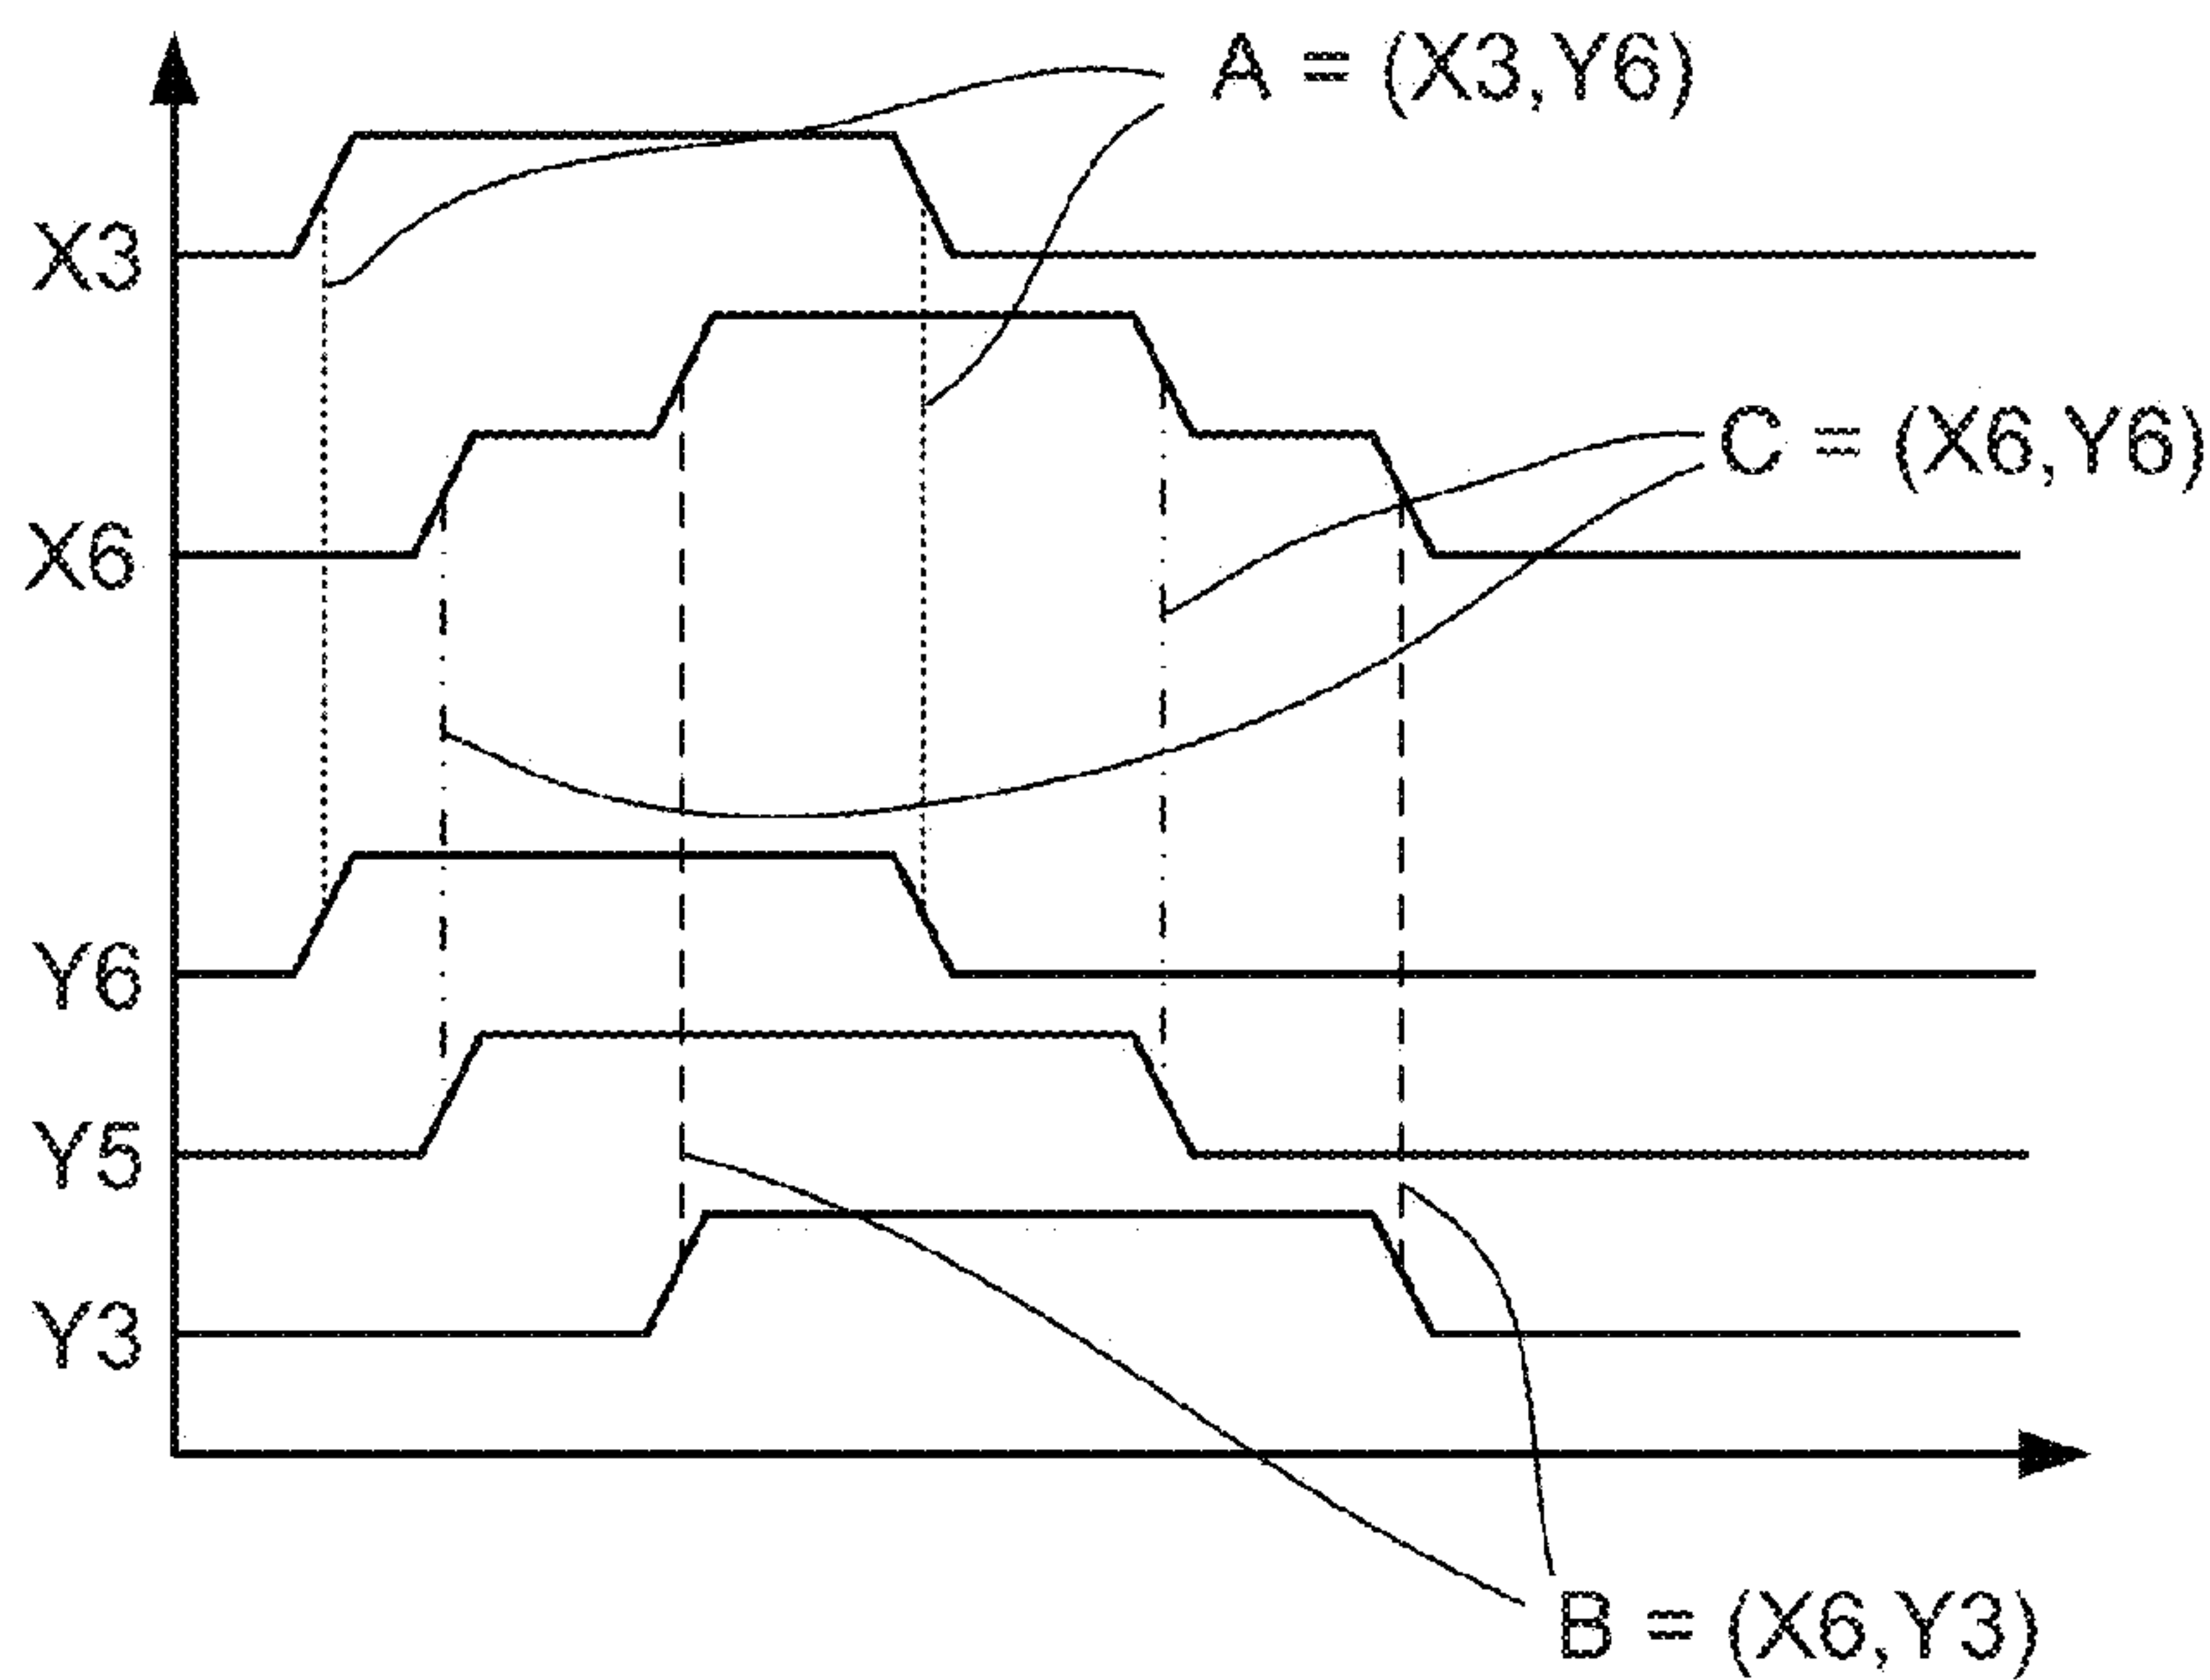 A = (X3,Y6)
X3
C = (X6,Y6)
X6
Y6
Y5
Y3
B = (X6,Y3)